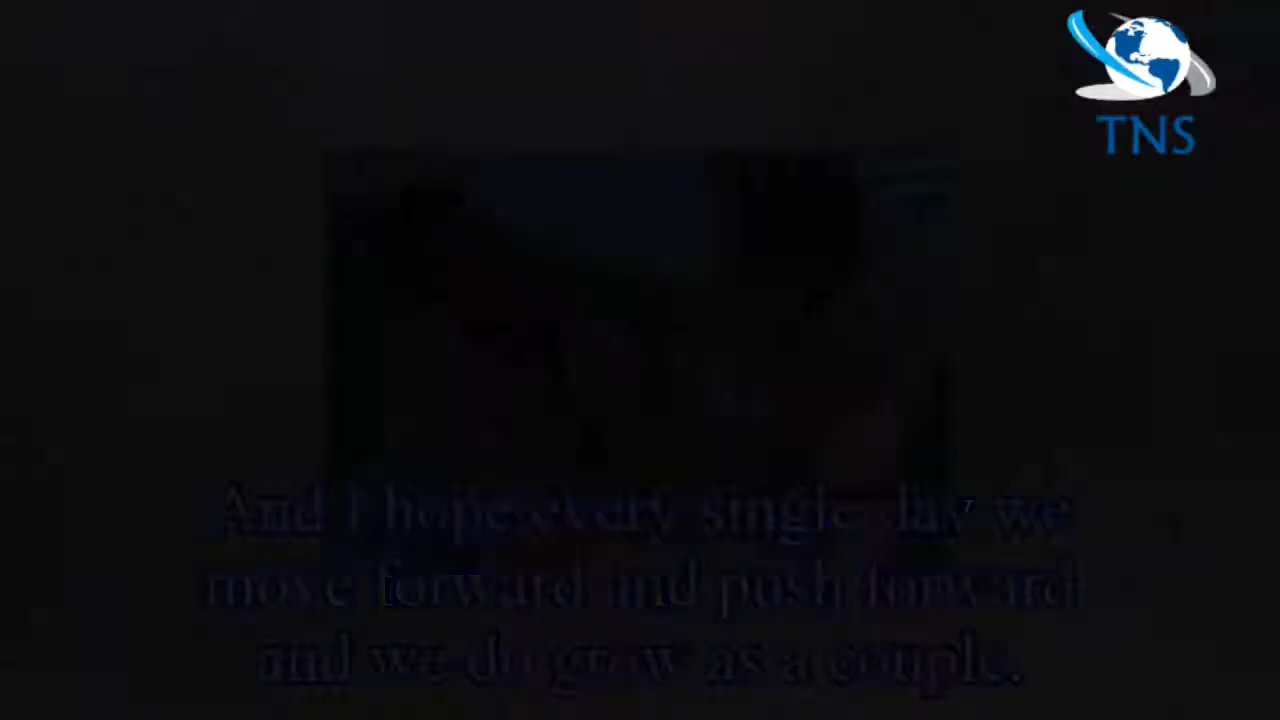 TNS
And I hope every single day we
move forward and push forward
and we do grow as a couple.